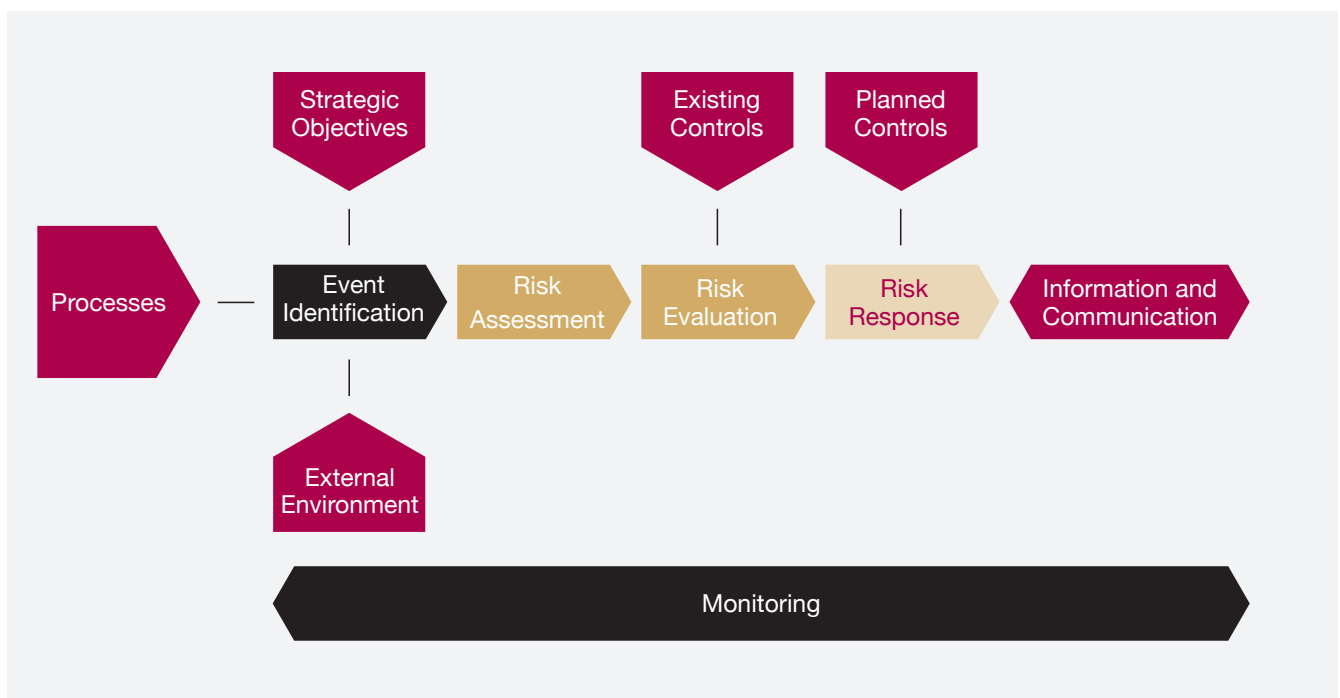 Strategic
Objectives
Existing
Controls
Planned
Controls
Processes
Event
Identification
Risk
Assessment
Risk
Evaluation
Risk
Response
Information and
Communication
External
Environment
Monitoring